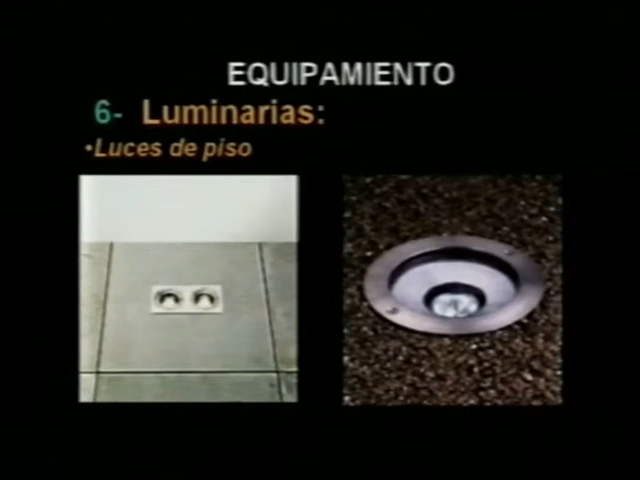 EQUIPAMIENTO
6- Luminarias:
•Luces de piso